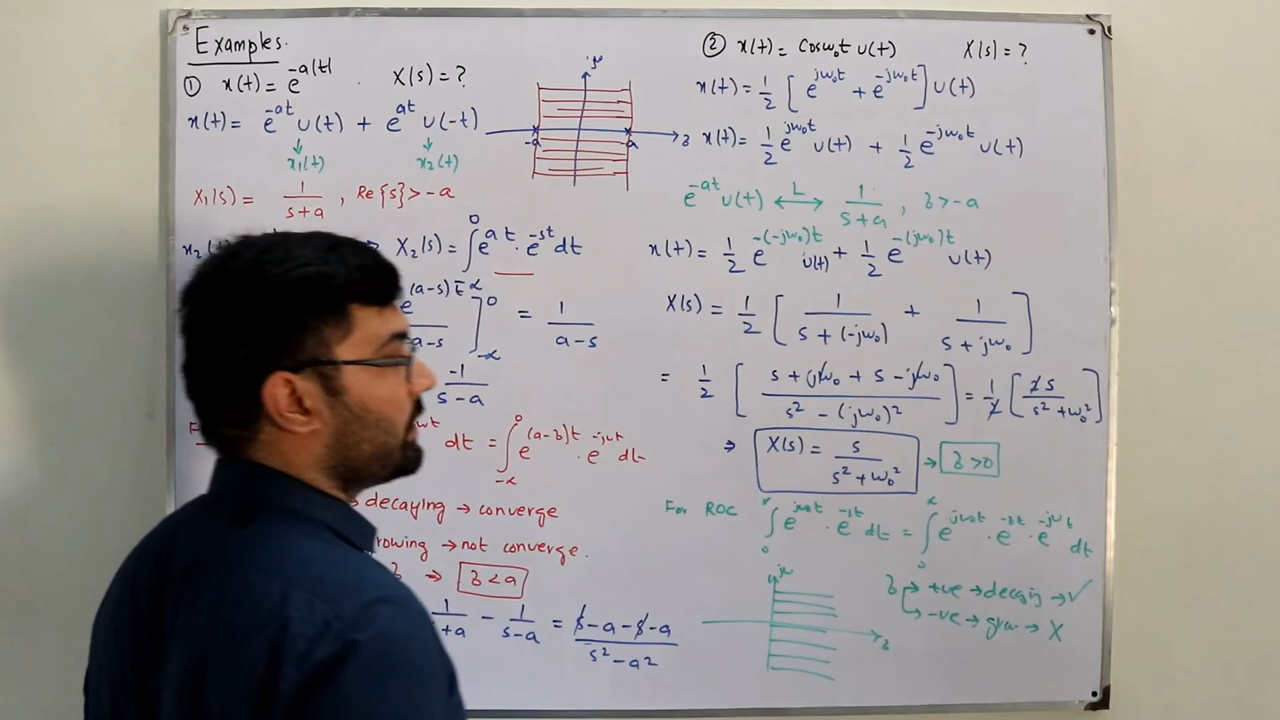 Examples.
① x(t) = e^{-a|t|} . X(s) = ?
x(t) = e^{-at} u(t) + e^{at} u(-t)
↓ x₁(t) ↓ x₂(t)
X₁(s) = 1/(s+a) , Re{s} > -a
X₂(s) = ∫_{-∞}^{0} e^{at} . e^{-st} dt
(a-s)t ]_{-∞}^{0} = 1/(a-s)
a-s
-1/(s-a)
dt = ∫_{-∞}^{0} e^{(a-σ)t} . e^{-jωt} dt
decaying → converge
rowing → not converge.
→ σ < a
1/+a - 1/(s-a) = (s-a-s-a)/(s²-a²)
jω
-a a σ
② x(t) = cosω₀t u(t) X(s) = ?
x(t) = 1/2 [ e^{jω₀t} + e^{-jω₀t} ] u(t)
x(t) = 1/2 e^{jω₀t} u(t) + 1/2 e^{-jω₀t} u(t)
e^{-at} u(t) ⟷^{L} 1/(s+a) , σ > -a
x(t) = 1/2 e^{-(-jω₀)t} u(t) + 1/2 e^{-(jω₀)t} u(t)
X(s) = 1/2 [ 1/(s+(-jω₀)) + 1/(s+jω₀) ]
= 1/2 [ (s+jω₀+s-jω₀)/(s²-(jω₀)²) ] = 1/2 [ 2s/(s²+ω₀²) ]
⇒ X(s) = s/(s²+ω₀²) → σ > 0
For ROC ∫_{0}^{∞} e^{jω₀t} . e^{-st} dt = ∫_{0}^{∞} e^{jω₀t} . e^{-σt} . e^{-jωt} dt
σ → +ve → decaying → ✓
→ -ve → grow → X
jω
σ